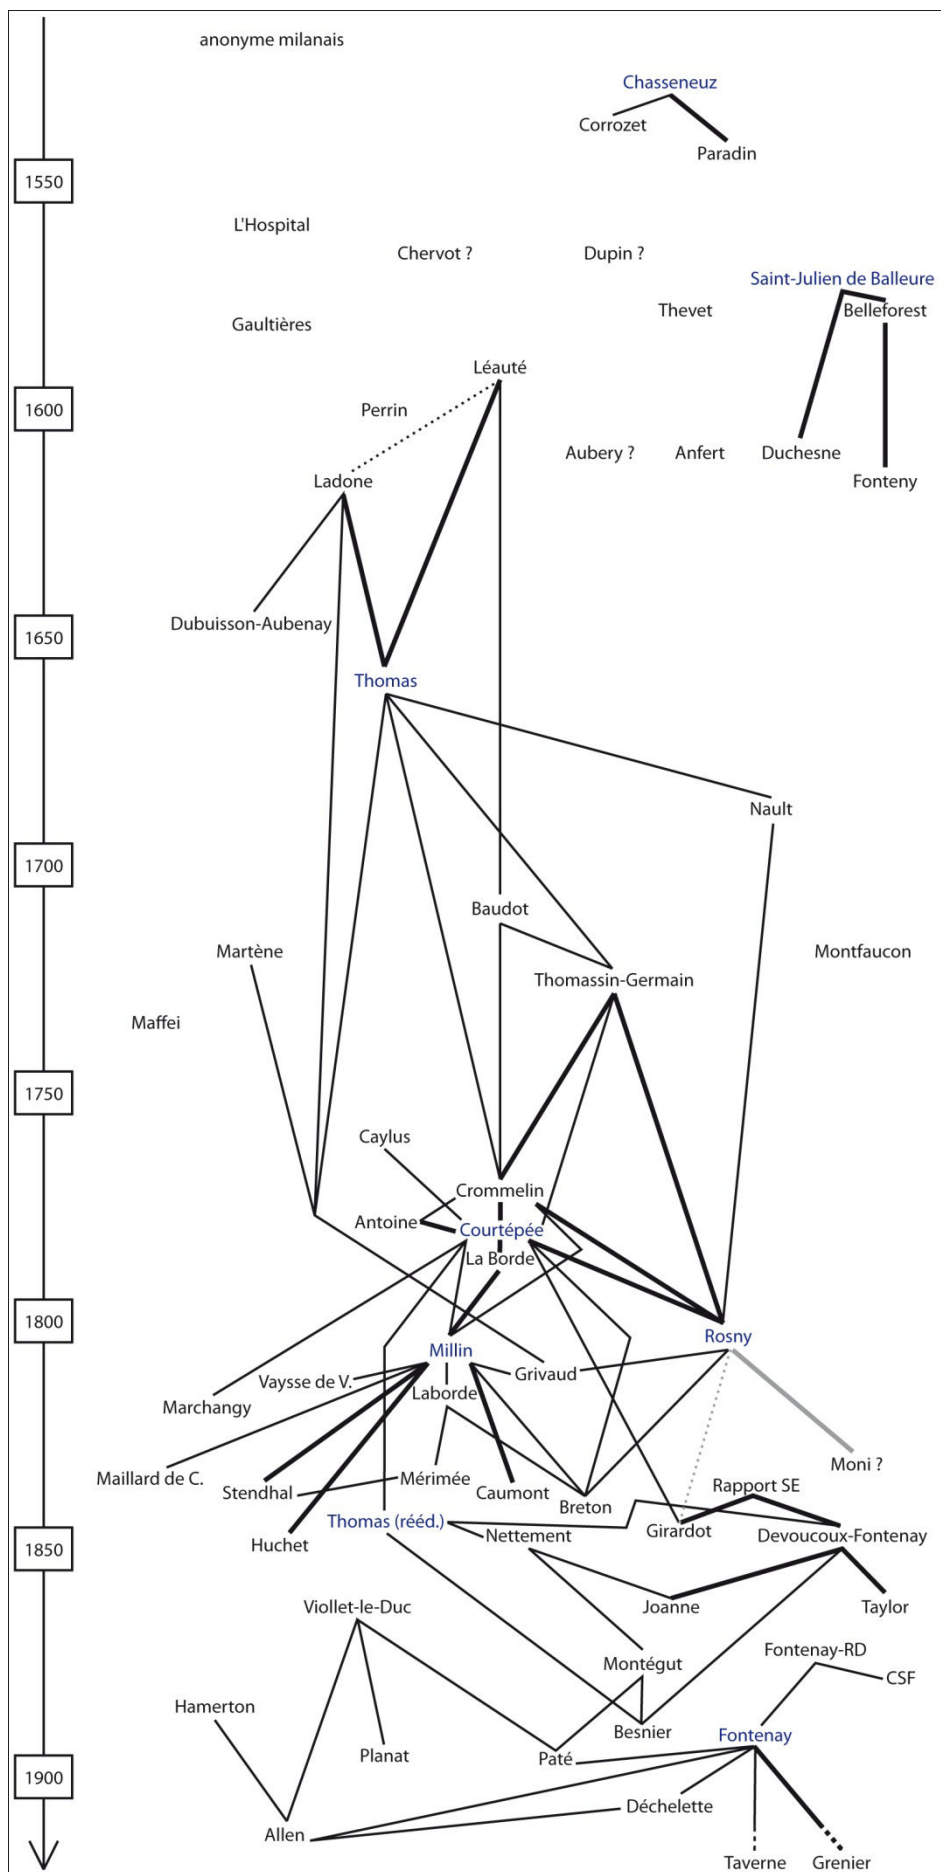 anonyme milanais
Chasseneuz
Corrozet
Paradin
1550
L'Hospital
Chervot ?
Dupin ?
Saint-Julien de Balleure
Thevet
Belleforest
Gaultières
Léauté
1600
Perrin
Aubery ?
Anfert
Duchesne
Ladone
Fonteny
Dubuisson-Aubenay
1650
Thomas
Nault
1700
Baudot
Martène
Montfaucon
Thomassin-Germain
Maffei
1750
Caylus
Crommelin
Antoine
Courtépée
La Borde
1800
Rosny
Millin
Grivaud
Vaysse de V.
Laborde
Marchangy
Moni ?
Maillard de C.
Mérimée
Rapport SE
Stendhal
Caumont
Breton
Thomas (rééd.)
Girardot
Nettement
Devoucoux-Fontenay
Huchet
1850
Viollet-le-Duc
Joanne
Taylor
Fontenay-RD
Montégut
CSF
Hamerton
Besnier
Fontenay
Planat
Paté
1900
Déchelette
Allen
Taverne
Grenier